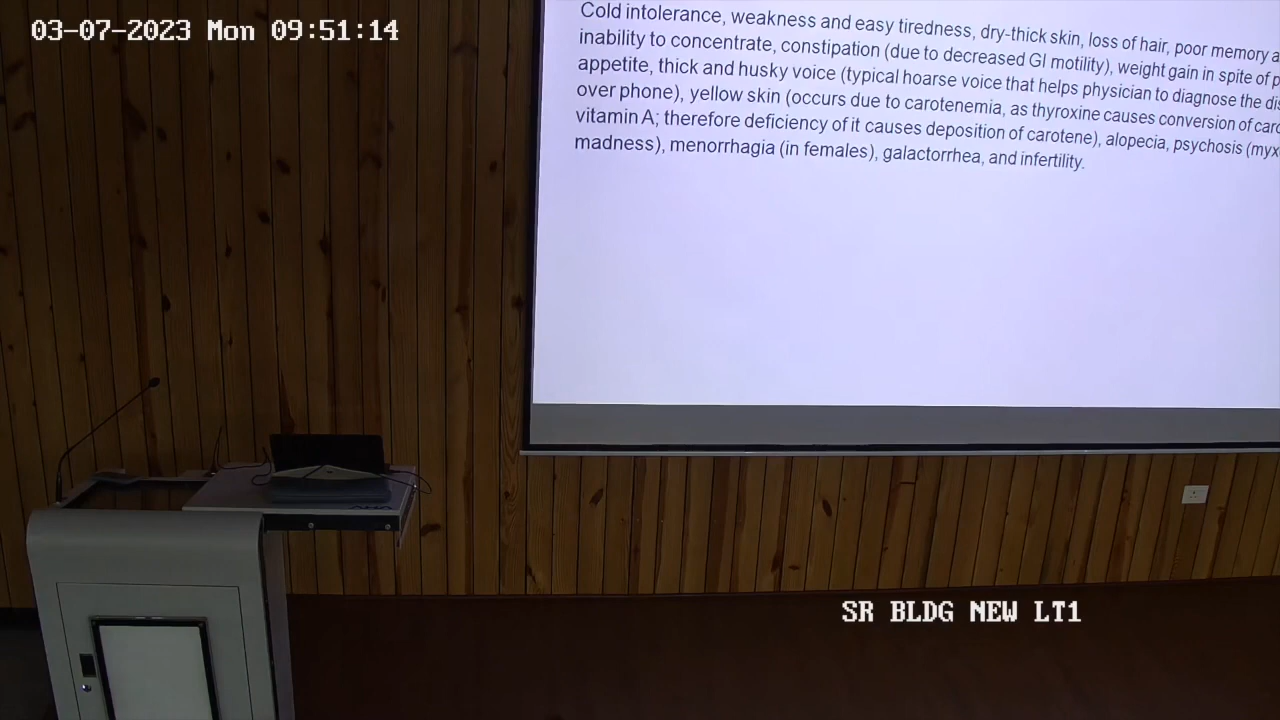 03-07-2023 Mon 09:51:14
Cold intolerance, weakness and easy tiredness, dry-thick skin, loss of hair, poor memory a
inability to concentrate, constipation (due to decreased GI motility), weight gain in spite of p
appetite, thick and husky voice (typical hoarse voice that helps physician to diagnose the dis
over phone), yellow skin (occurs due to carotenemia, as thyroxine causes conversion of caro
vitamin A; therefore deficiency of it causes deposition of carotene), alopecia, psychosis (myx
madness), menorrhagia (in females), galactorrhea, and infertility.
SR BLDG NEW LT1